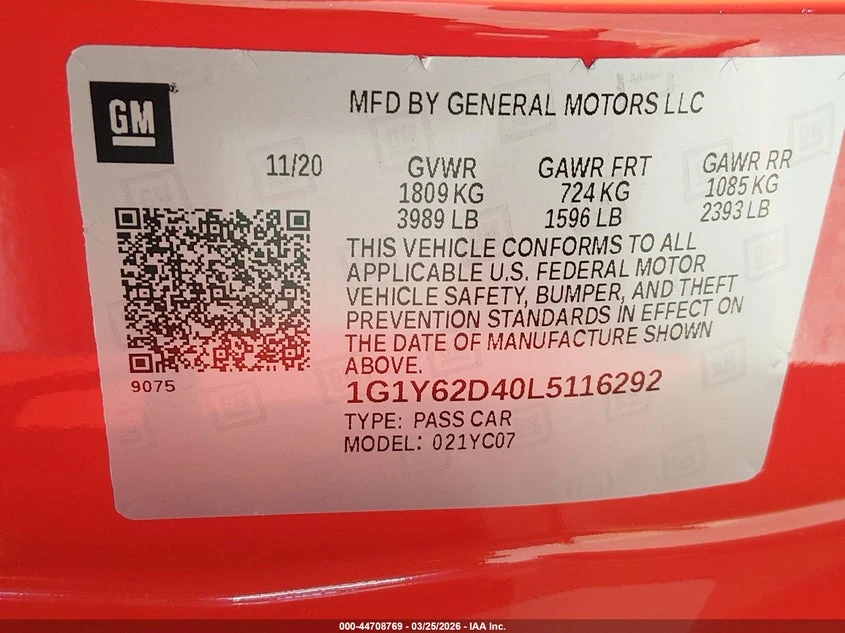 GM
MFD BY GENERAL MOTORS LLC
11/20 GVWR GAWR FRT GAWR RR
1809 KG 724 KG 1085 KG
3989 LB 1596 LB 2393 LB
THIS VEHICLE CONFORMS TO ALL
APPLICABLE U.S. FEDERAL MOTOR
VEHICLE SAFETY, BUMPER, AND THEFT
PREVENTION STANDARDS IN EFFECT ON
THE DATE OF MANUFACTURE SHOWN
ABOVE.
9075
1G1Y62D40L5116292
TYPE: PASS CAR
MODEL: 021YC07
000-44708769 - 03/25/2026 - IAA Inc.